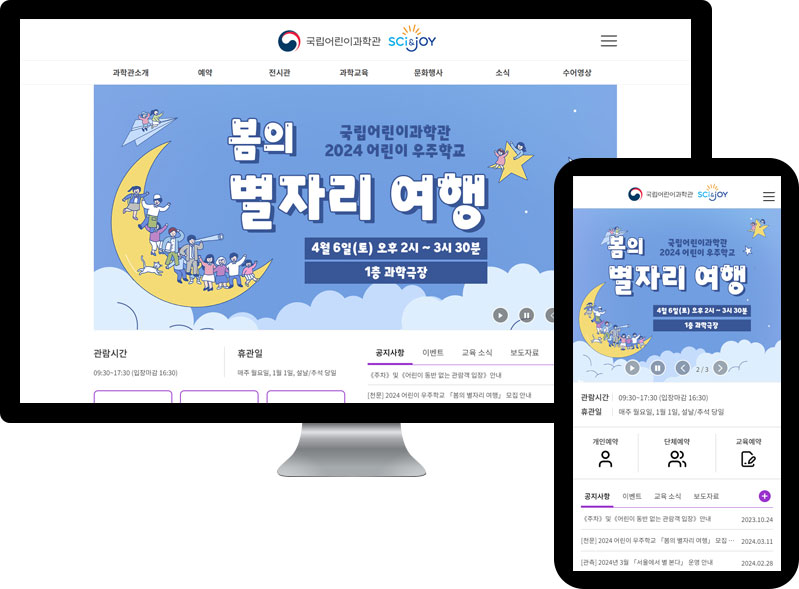 국립어린이과학관 SCi&jOY
과학관소개 예약 전시관 과학교육 문화행사 소식 수어영상
봄의
국립어린이과학관
2024 어린이 우주학교
별자리 여행
4월 6일(토) 오후 2시 ~ 3시 30분
1층 과학극장
관람시간
09:30~17:30 (입장마감 16:30)
휴관일
매주 월요일, 1월 1일, 설날/추석 당일
공지사항 이벤트 교육 소식 보도자료
《주차》 및 《어린이 동반 없는 관람객 입장》 안내
[천문] 2024 어린이 우주학교 「봄의 별자리 여행」 모집 안내
국립어린이과학관 SCi&jOY
봄의
국립어린이과학관
2024 어린이 우주학교
별자리 여행
4월 6일(토) 오후 2시 ~ 3시 30분
1층 과학극장
2 / 3
관람시간 09:30~17:30 (입장마감 16:30)
휴관일 매주 월요일, 1월 1일, 설날/추석 당일
개인예약 단체예약 교육예약
공지사항 이벤트 교육 소식 보도자료
《주차》 및 《어린이 동반 없는 관람객 입장》 안내 2023.10.24
[천문] 2024 어린이 우주학교 「봄의 별자리 여행」 모집 ··· 2024.03.11
[관측] 2024년 3월 「서울에서 별 본다」 운영 안내 2024.02.28